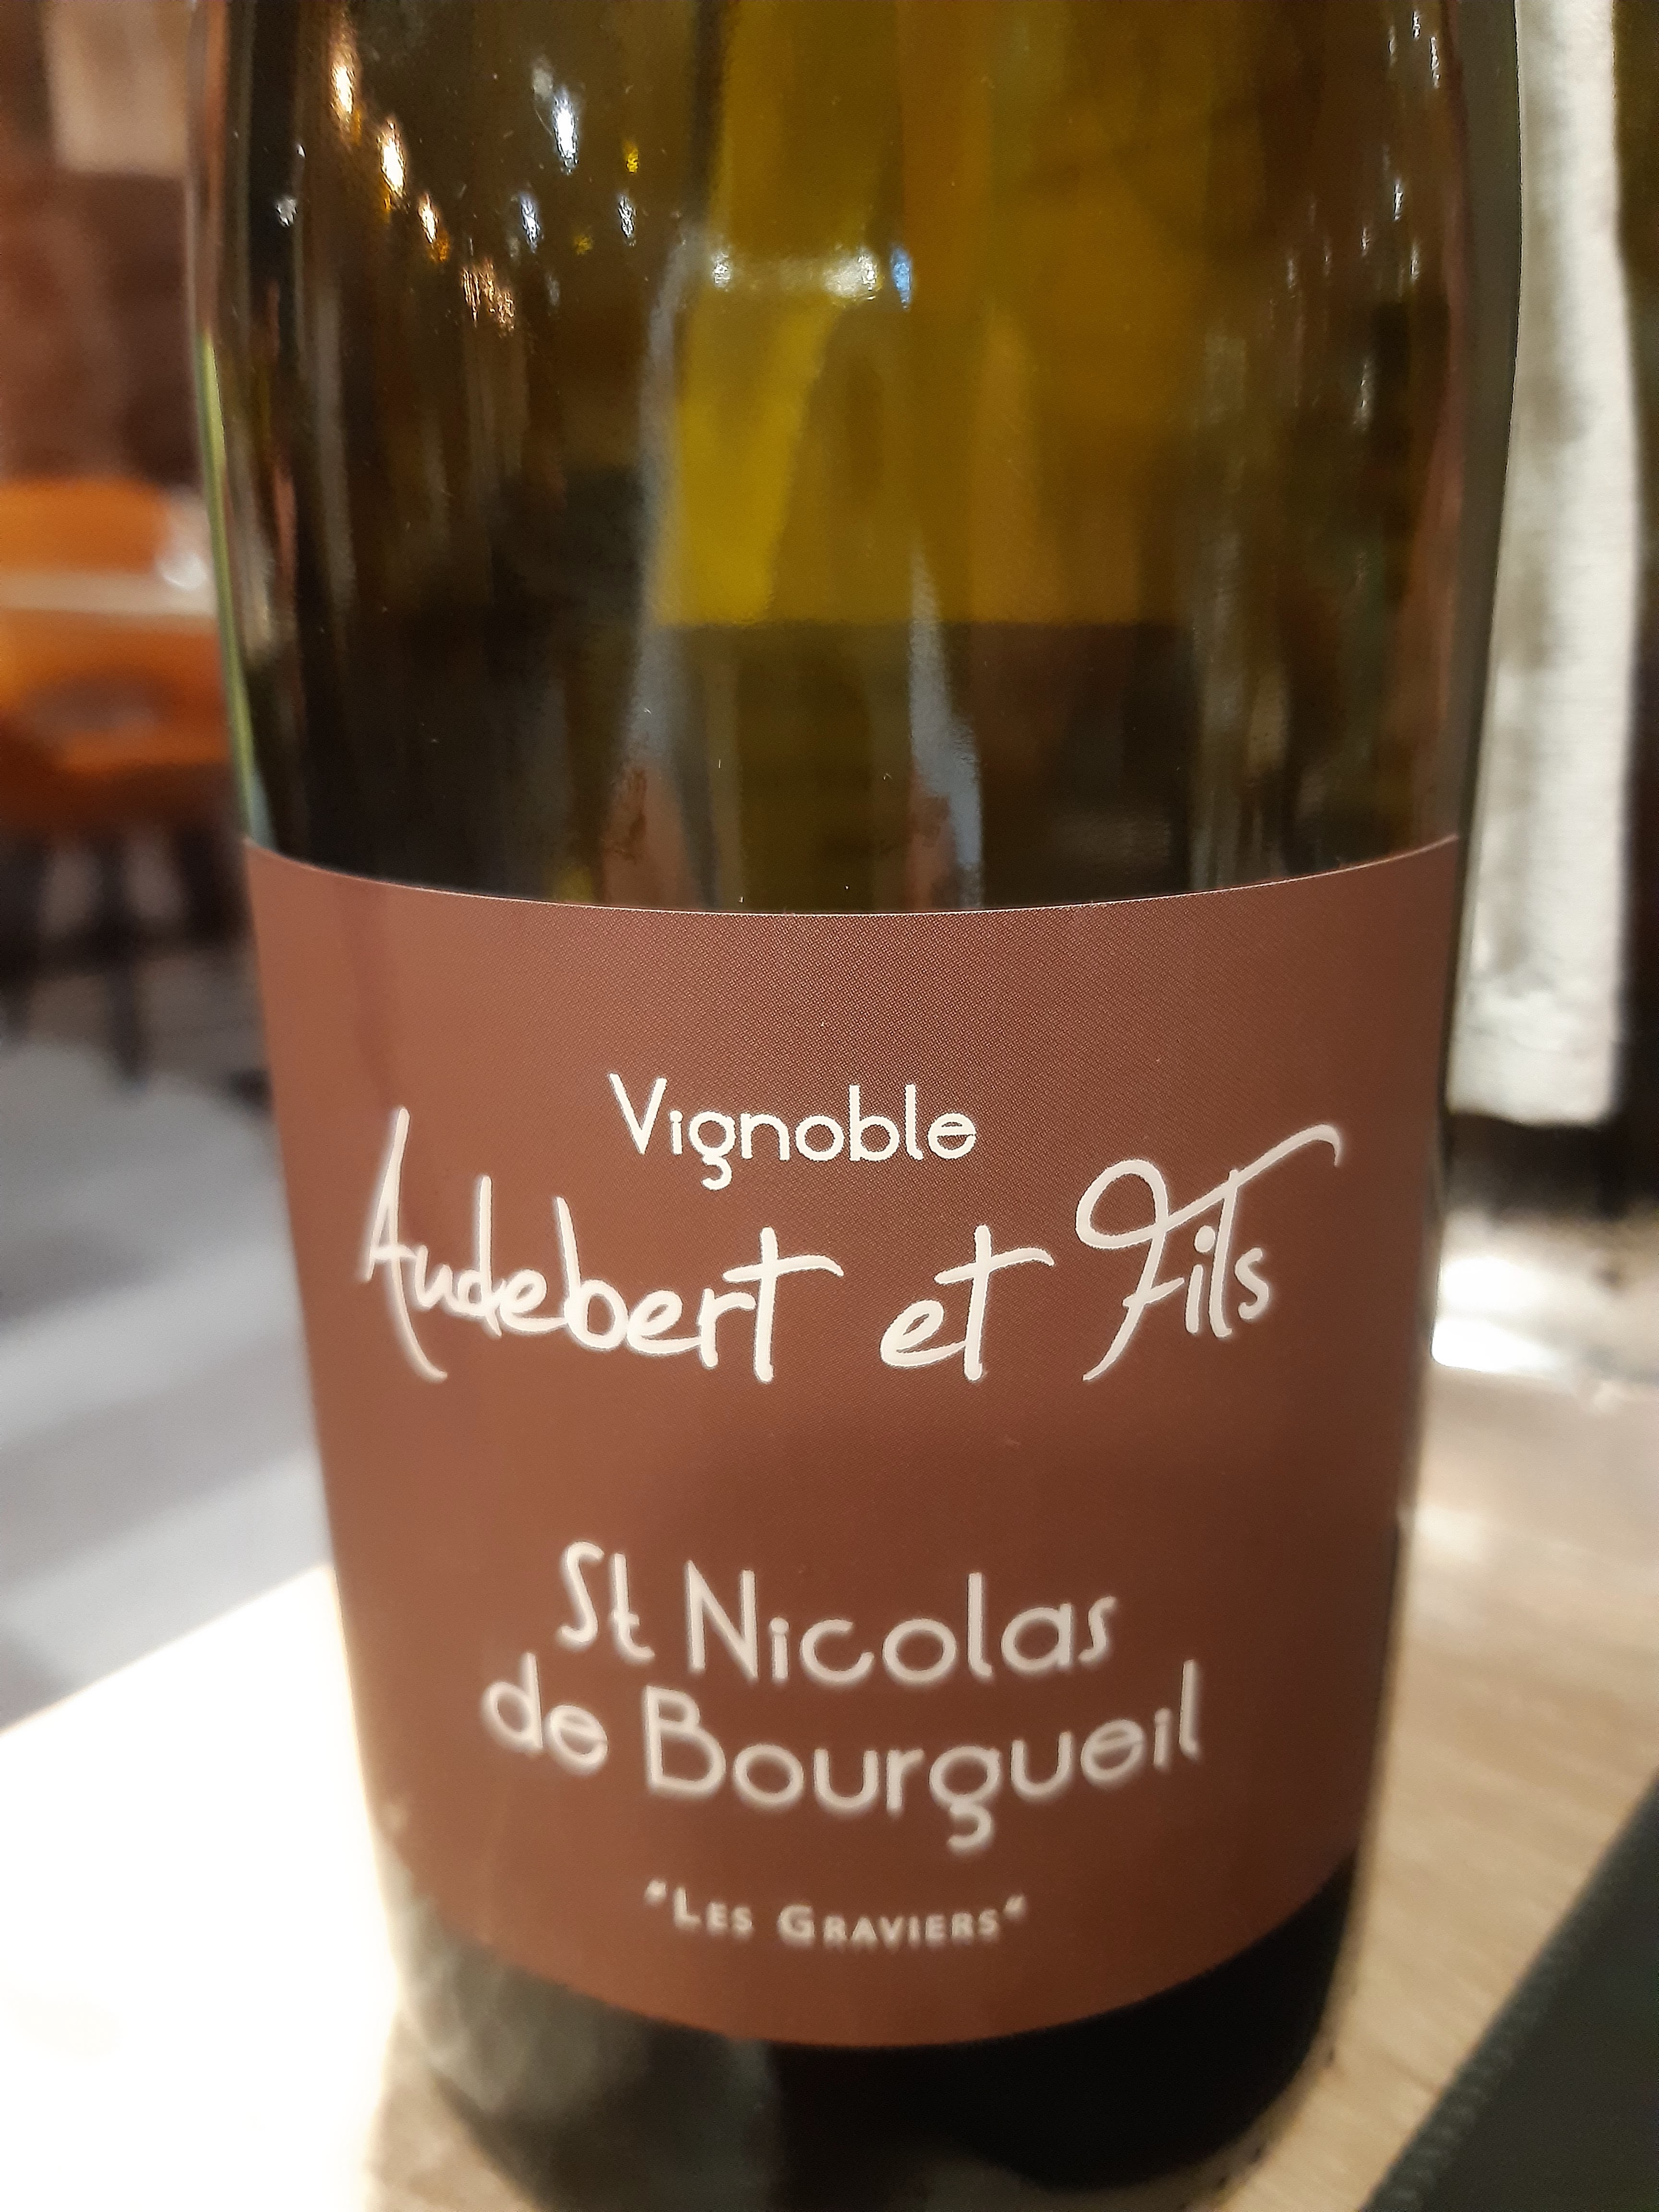 Vignoble
Audebert et Fils
St Nicolas
de Bourgueil
"LES GRAVIERS"